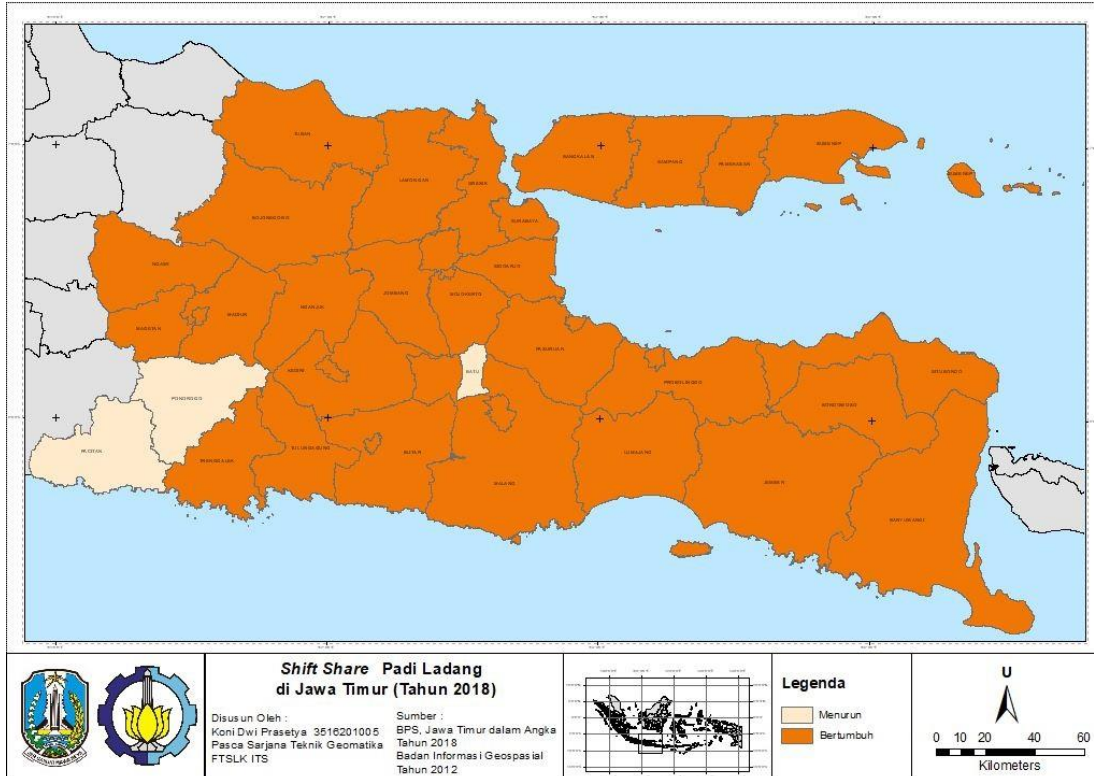 TUBAN
BANGKALAN
SAMPANG
PAMEKASAN
SUMENEP
SUMENEP
LAMONGAN
GRESIK
BOJONEGORO
SURABAYA
SIDOARJO
NGAWI
JOMBANG
MOJOKERTO
MADIUN
NGANJUK
MAGETAN
PASURUAN
KEDIRI
BATU
PROBOLINGGO
SITUBONDO
PONOROGO
BONDOWOSO
PACITAN
TRENGGALEK
TULUNGAGUNG
BLITAR
LUMAJANG
MALANG
JEMBER
BANYUWANGI
Shift Share Padi Ladang
di Jawa Timur (Tahun 2018)
Disusun Oleh :
Koni Dwi Prasetya 3516201005
Pasca Sarjana Teknik Geomatika
FTSLK ITS
Sumber :
BPS, Jawa Timur dalam Angka
Tahun 2018
Badan Informasi Geospasial
Tahun 2012
Legenda
Menurun
Bertumbuh
U
0 5 10 20 40 60
Kilometers